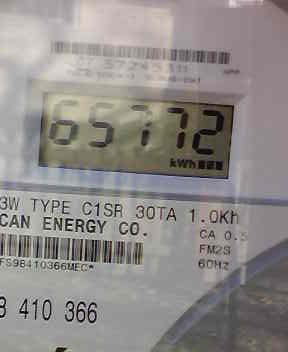 65772
kWh
3W TYPE C1SR 30TA 1.0Kh
CAN ENERGY CO.
CA 0.5
FM2S
60Hz
FS98410366MEC*
8 410 366